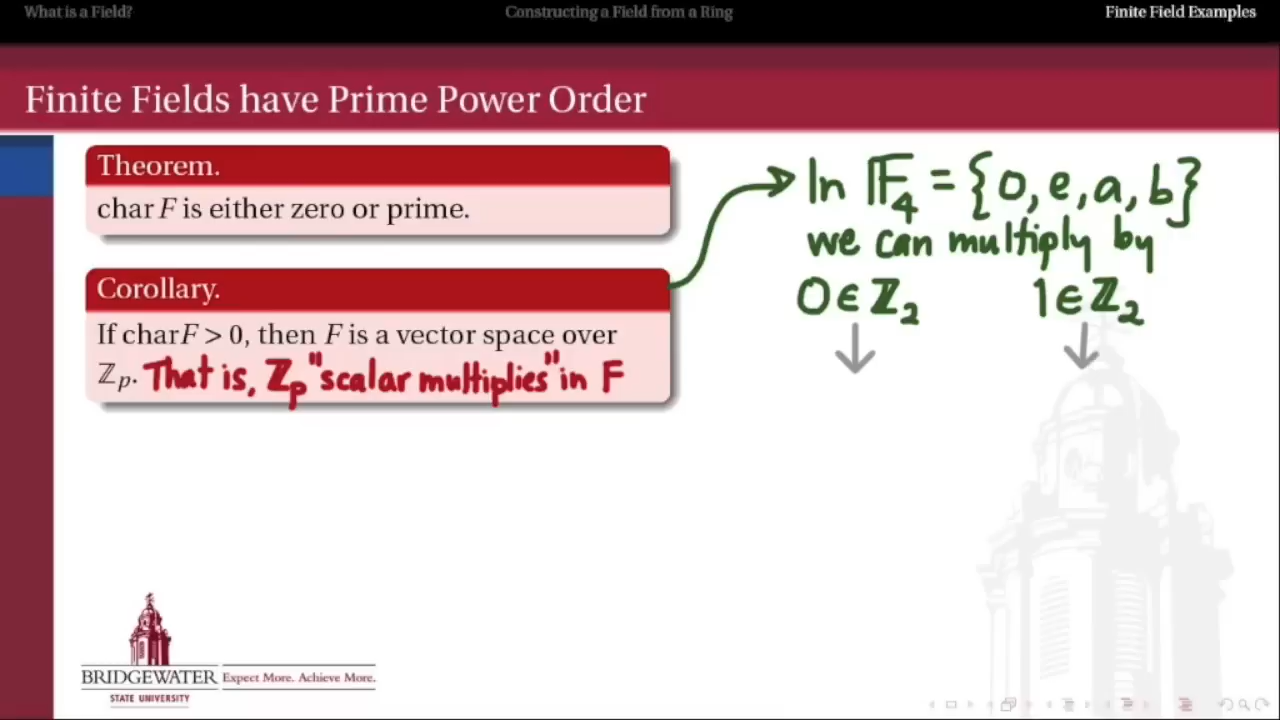 What is a Field?
Constructing a Field from a Ring
Finite Field Examples
Finite Fields have Prime Power Order
Theorem.
char F is either zero or prime.
Corollary.
If char F > 0, then F is a vector space over
ℤₚ. That is, ℤₚ "scalar multiplies" in F
In 𝔽₄ = {0, e, a, b}
we can multiply by
0 ∈ ℤ₂
1 ∈ ℤ₂
BRIDGEWATER
STATE UNIVERSITY
Expect More. Achieve More.